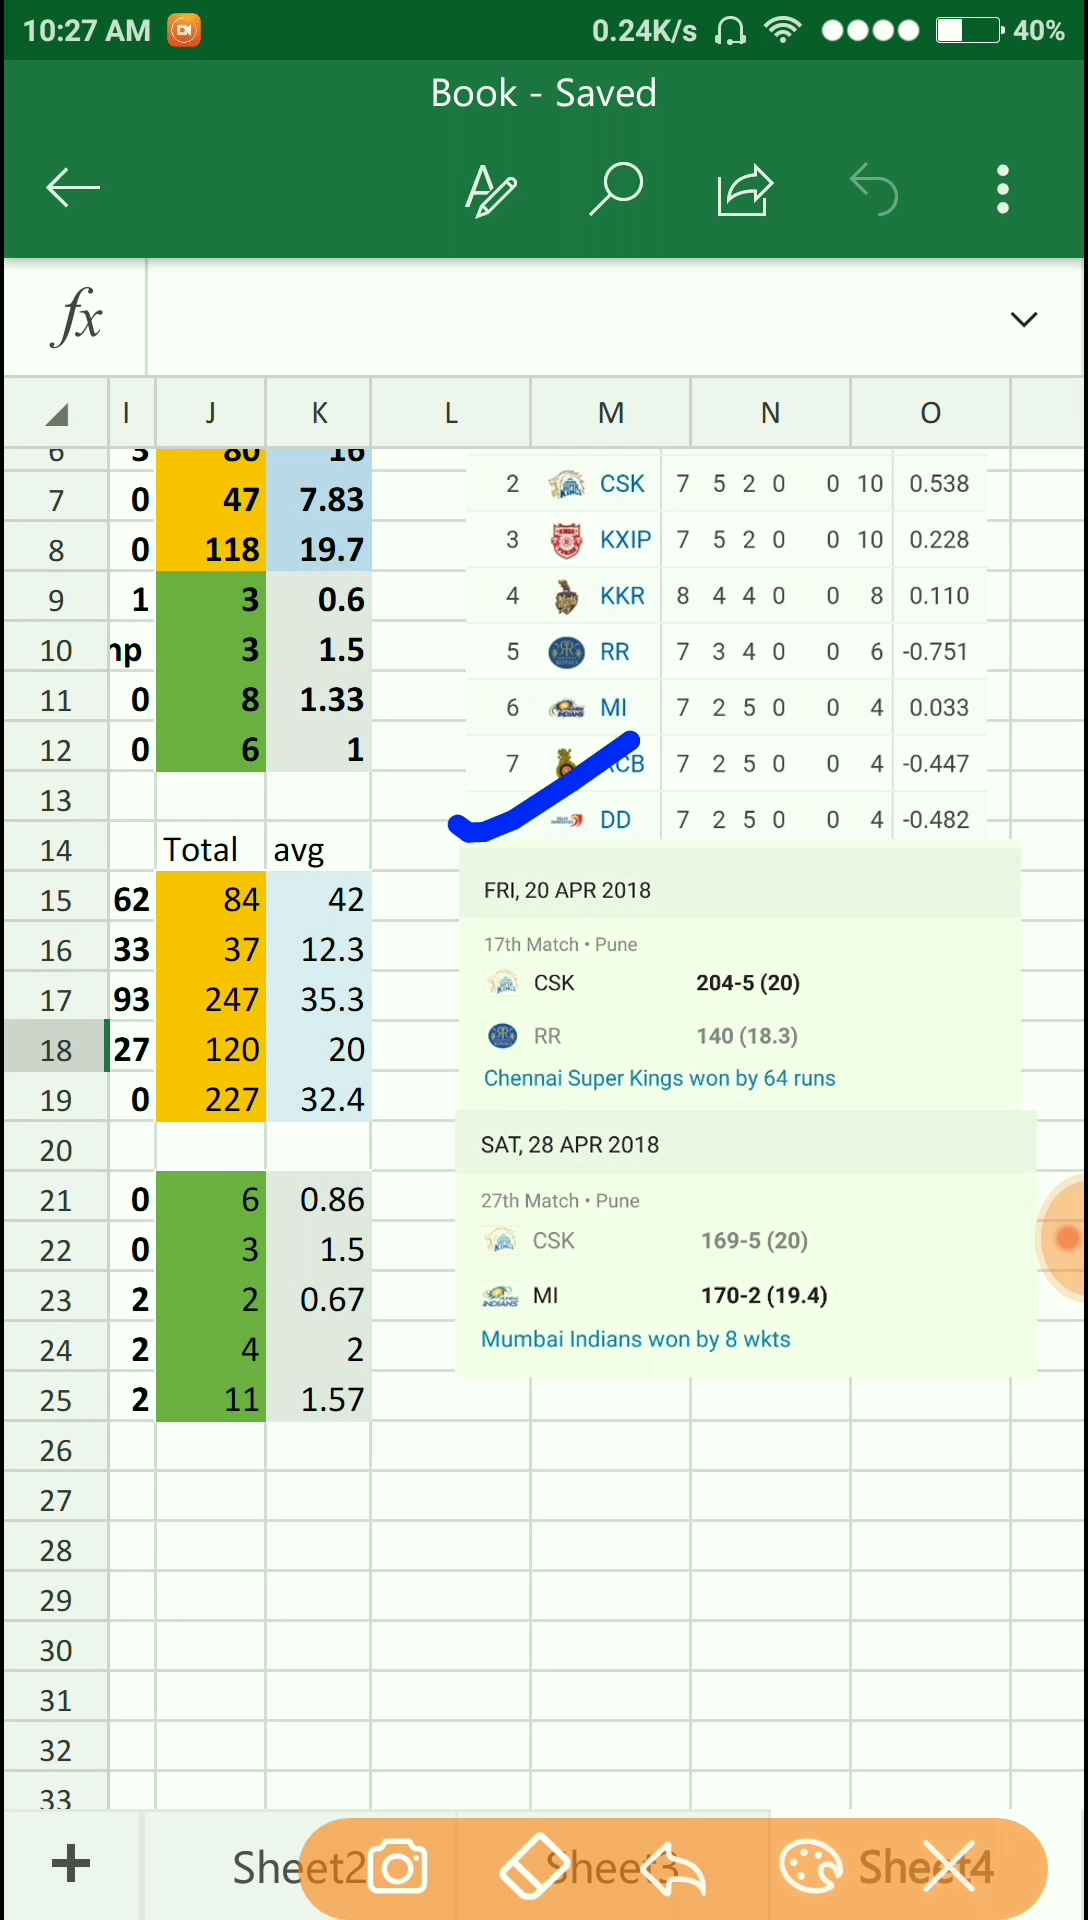 10:27 AM 0.24K/s 40%
Book - Saved
fx
I J K L M N O
6 3 80 16
7 0 47 7.83
8 0 118 19.7
9 1 3 0.6
10 3 1.5
11 0 8 1.33
12 0 6 1
13
14 Total avg
15 62 84 42
16 33 37 12.3
17 93 247 35.3
18 27 120 20
19 0 227 32.4
20
21 0 6 0.86
22 0 3 1.5
23 2 2 0.67
24 2 4 2
25 2 11 1.57
26
27
28
29
30
31
32
33
2 CSK 7 5 2 0 0 10 0.538
3 KXIP 7 5 2 0 0 10 0.228
4 KKR 8 4 4 0 0 8 0.110
5 RR 7 3 4 0 0 6 -0.751
6 MI 7 2 5 0 0 4 0.033
7 RCB 7 2 5 0 0 4 -0.447
DD 7 2 5 0 0 4 -0.482
FRI, 20 APR 2018
17th Match • Pune
CSK 204-5 (20)
RR 140 (18.3)
Chennai Super Kings won by 64 runs
SAT, 28 APR 2018
27th Match • Pune
CSK 169-5 (20)
MI 170-2 (19.4)
Mumbai Indians won by 8 wkts
+ Sheet2 Sheet3 Sheet4